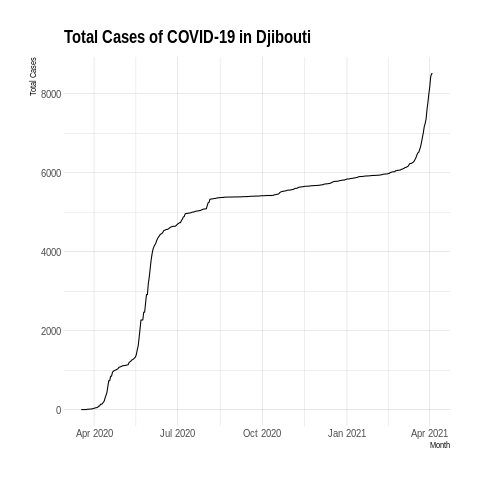 Total Cases of COVID-19 in Djibouti
Total Cases
8000
6000
4000
2000
0
Apr 2020 Jul 2020 Oct 2020 Jan 2021 Apr 2021
Month